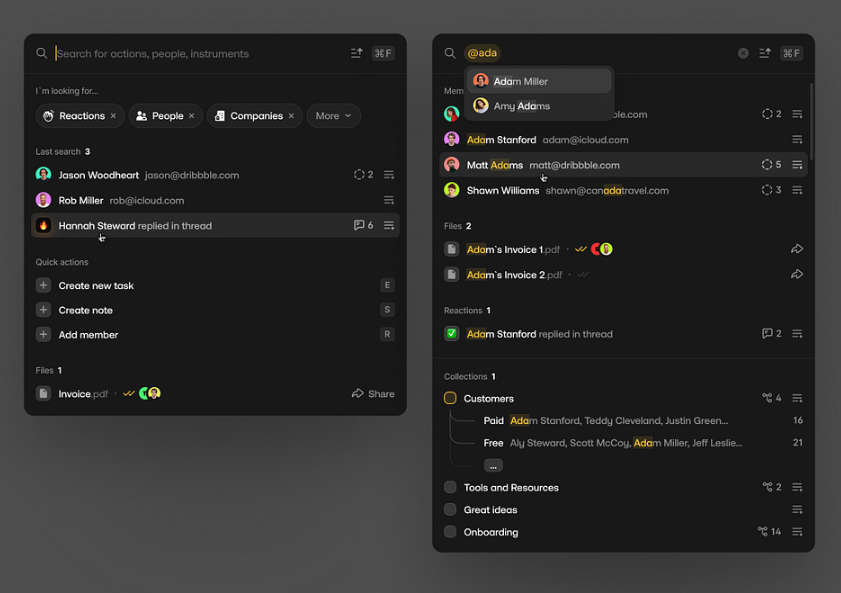 Search for actions, people, instruments
⌘F
I`m looking for...
Reactions ×
People ×
Companies ×
More
Last search 3
Jason Woodheart jason@dribbble.com 2
Rob Miller rob@icloud.com
Hannah Steward replied in thread 6
Quick actions
Create new task E
Create note S
Add member R
Files 1
Invoice.pdf Share
@ada
⌘F
Adam Miller
Amy Adams
Mem
ble.com 2
Adam Stanford adam@icloud.com
Matt Adams matt@dribbble.com 5
Shawn Williams shawn@canadatravel.com 3
Files 2
Adam`s Invoice 1.pdf
Adam`s Invoice 2.pdf
Reactions 1
Adam Stanford replied in thread 2
Collections 1
Customers 4
Paid Adam Stanford, Teddy Cleveland, Justin Green... 16
Free Aly Steward, Scott McCoy, Adam Miller, Jeff Leslie... 21
...
Tools and Resources 2
Great ideas
Onboarding 14